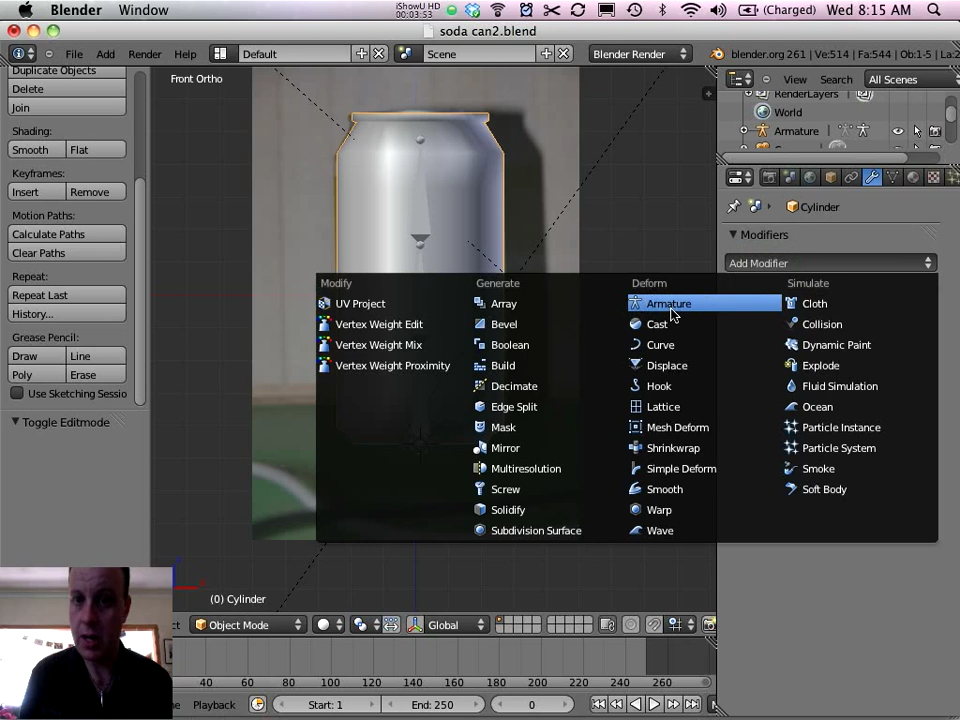 Blender Window iShowU HD 00:03:53 (Charged) Wed 8:15 AM
soda can2.blend
File Add Render Help Default Scene Blender Render blender.org 261 | Ve:514 | Fa:544 | Ob:1-5 | La:2
Duplicate Objects
Delete
Join
Shading:
Smooth Flat
Keyframes:
Insert Remove
Motion Paths:
Calculate Paths
Clear Paths
Repeat:
Repeat Last
History...
Grease Pencil:
Draw Line
Poly Erase
Use Sketching Sessio
Toggle Editmode
Front Ortho
View Search All Scenes
RenderLayers
World
Armature
Cylinder
Modifiers
Add Modifier
Modify
UV Project
Vertex Weight Edit
Vertex Weight Mix
Vertex Weight Proximity
Generate
Array
Bevel
Boolean
Build
Decimate
Edge Split
Mask
Mirror
Multiresolution
Screw
Solidify
Subdivision Surface
Deform
Armature
Cast
Curve
Displace
Hook
Lattice
Mesh Deform
Shrinkwrap
Simple Deform
Smooth
Warp
Wave
Simulate
Cloth
Collision
Dynamic Paint
Explode
Fluid Simulation
Ocean
Particle Instance
Particle System
Smoke
Soft Body
(0) Cylinder
ct Object Mode Global
40 60 80 100 120 140 160 180 200 220 240 260
Playback Start: 1 End: 250 0